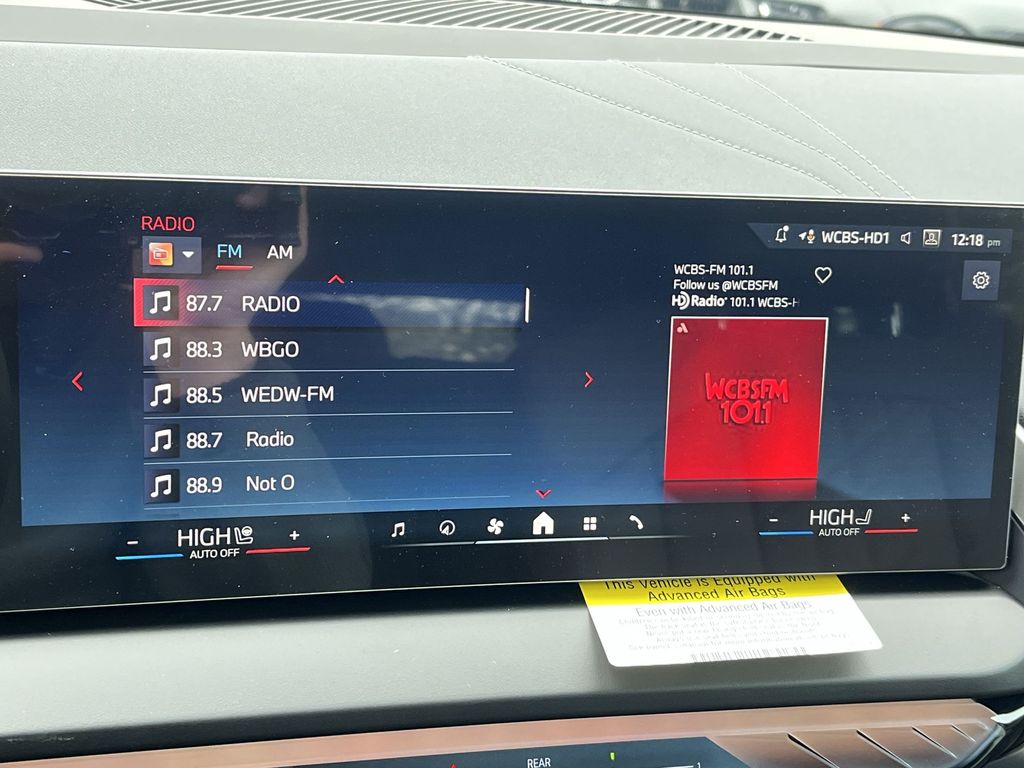 RADIO
FM AM
WCBS-HD1 12:18 pm
87.7 RADIO
88.3 WBGO
88.5 WEDW-FM
88.7 Radio
88.9 Not O
WCBS-FM 101.1
Follow us @WCBSFM
HD Radio 101.1 WCBS-H
WCBSFM
101.1
- HIGH +
AUTO OFF
- HIGH +
AUTO OFF
This Vehicle is Equipped with
Advanced Air Bags
Even with Advanced Air Bags
REAR
1